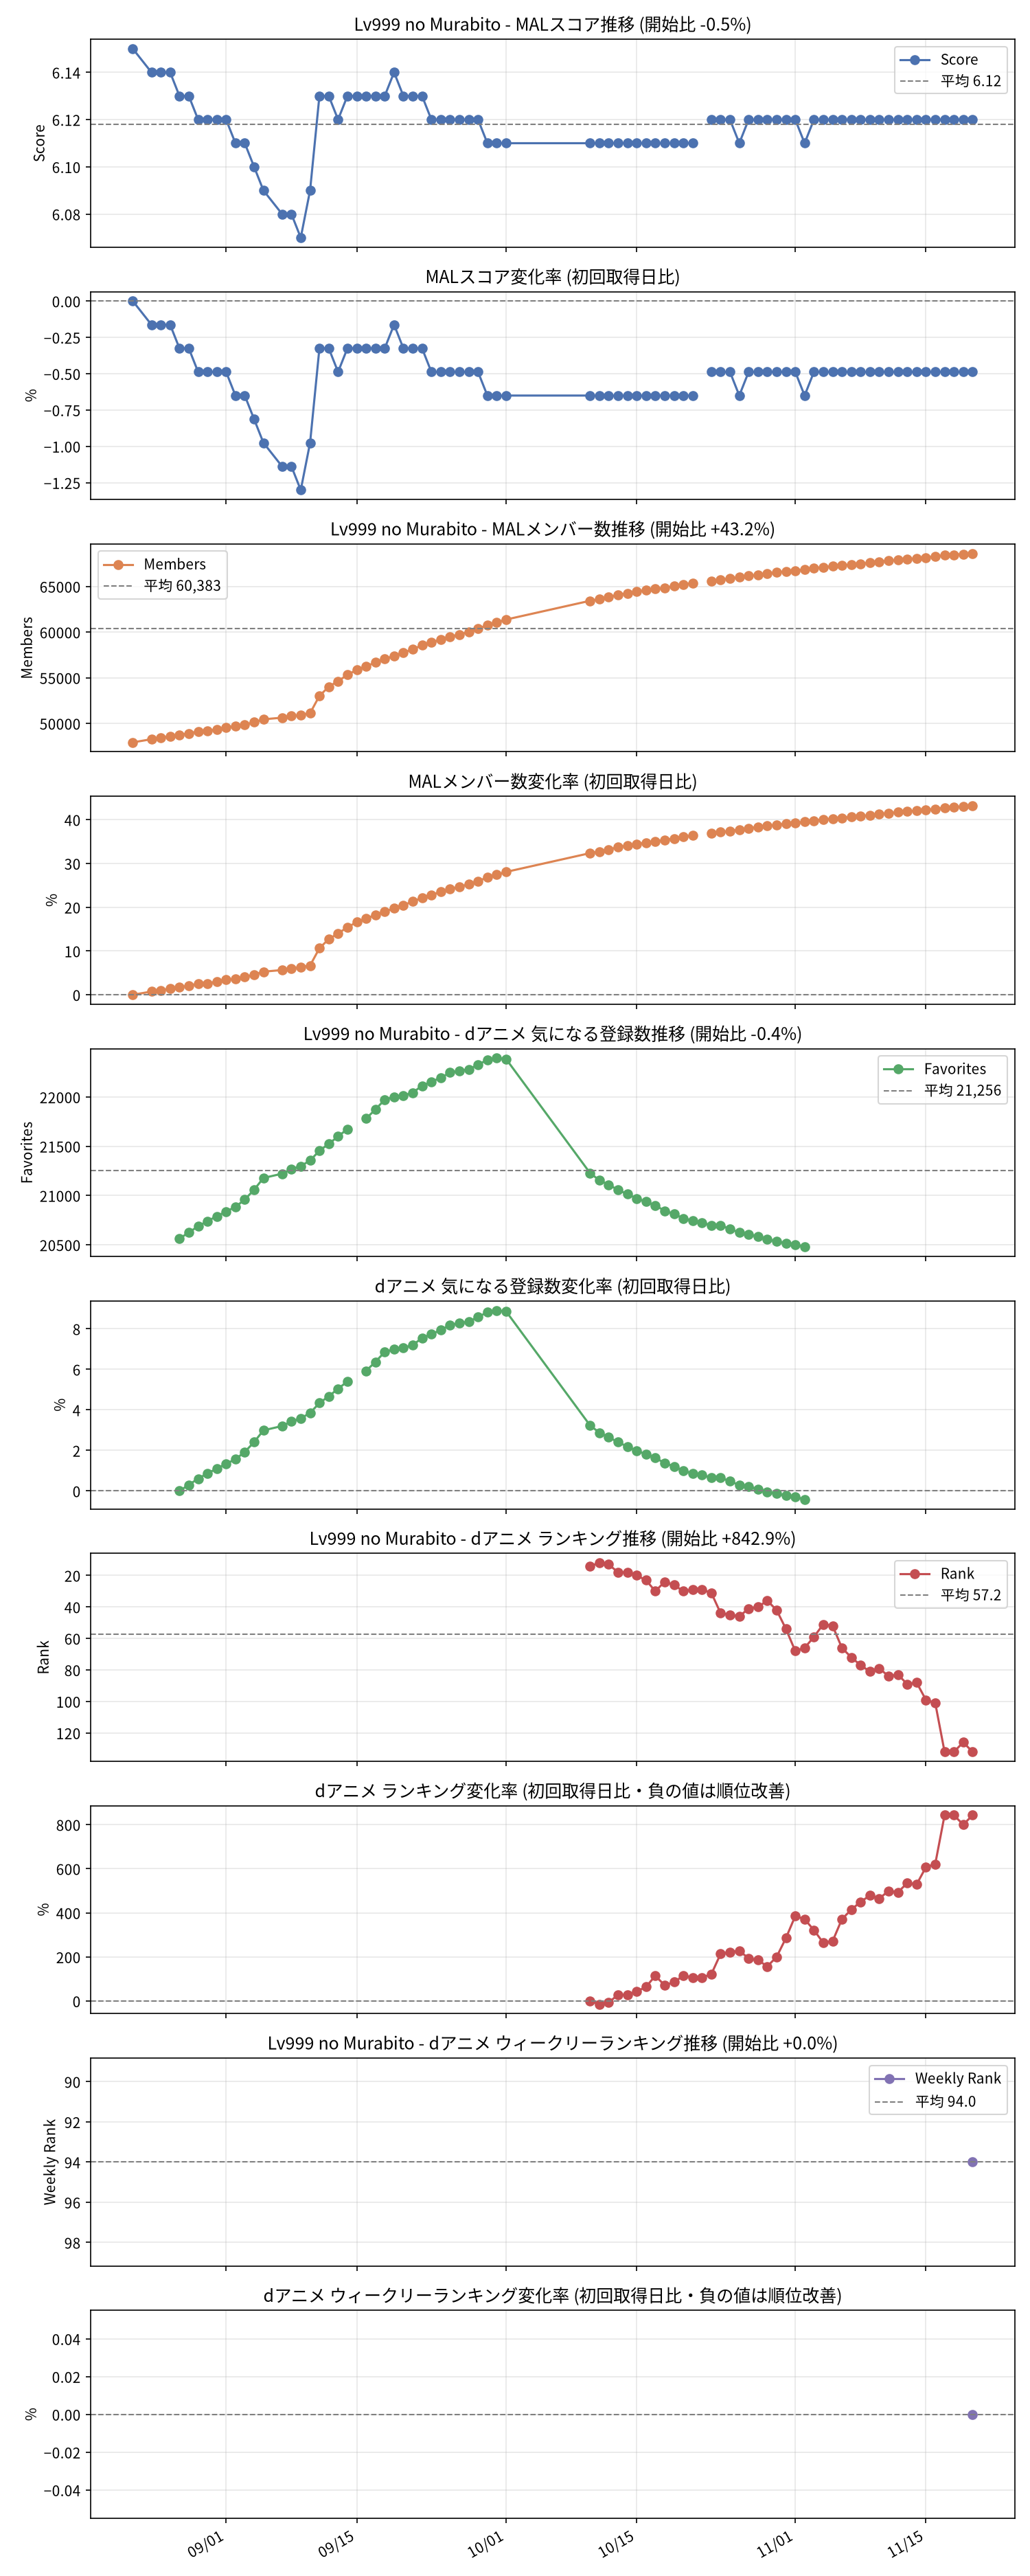 Lv999 no Murabito - MALスコア推移 (開始比 -0.5%)
Score
6.14
6.12
6.10
6.08
Score
平均 6.12
MALスコア変化率 (初回取得日比)
%
0.00
−0.25
−0.50
−0.75
−1.00
−1.25
Lv999 no Murabito - MALメンバー数推移 (開始比 +43.2%)
Members
65000
60000
55000
50000
Members
平均 60,383
MALメンバー数変化率 (初回取得日比)
%
40
30
20
10
0
Lv999 no Murabito - dアニメ 気になる登録数推移 (開始比 -0.4%)
Favorites
22000
21500
21000
20500
Favorites
平均 21,256
dアニメ 気になる登録数変化率 (初回取得日比)
%
8
6
4
2
0
Lv999 no Murabito - dアニメ ランキング推移 (開始比 +842.9%)
Rank
20
40
60
80
100
120
Rank
平均 57.2
dアニメ ランキング変化率 (初回取得日比・負の値は順位改善)
%
800
600
400
200
0
Lv999 no Murabito - dアニメ ウィークリーランキング推移 (開始比 +0.0%)
Weekly Rank
90
92
94
96
98
Weekly Rank
平均 94.0
dアニメ ウィークリーランキング変化率 (初回取得日比・負の値は順位改善)
%
0.04
0.02
0.00
−0.02
−0.04
09/01
09/15
10/01
10/15
11/01
11/15